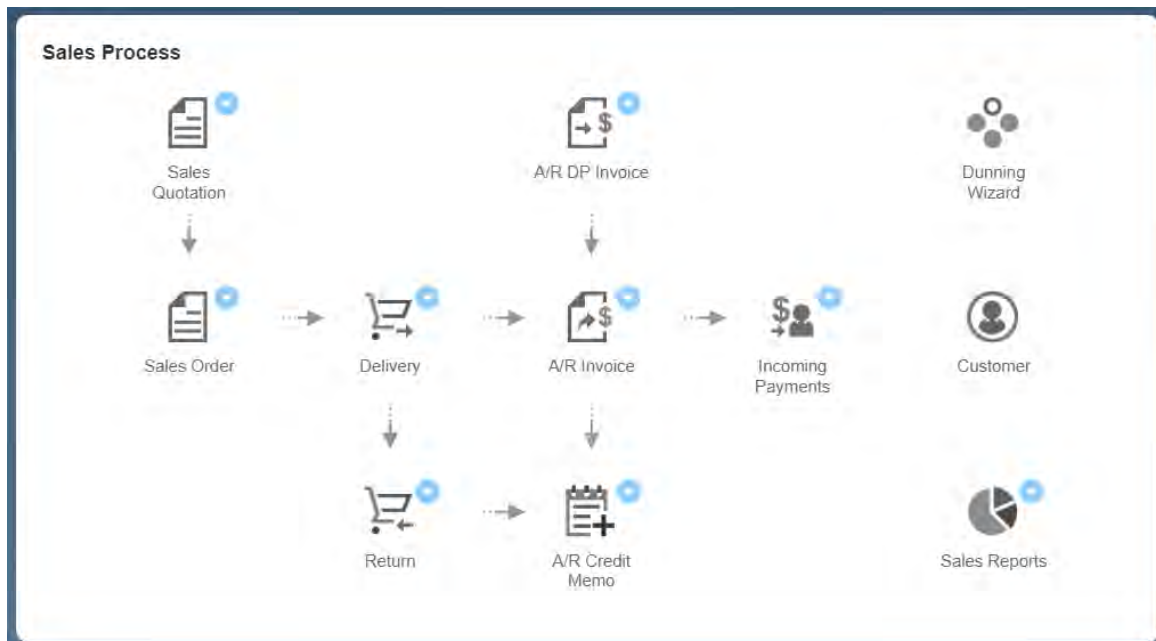 Sales Process
Sales
Quotation
A/R DP Invoice
Dunning
Wizard
Sales Order
Delivery
A/R Invoice
Incoming
Payments
Customer
Return
A/R Credit
Memo
Sales Reports